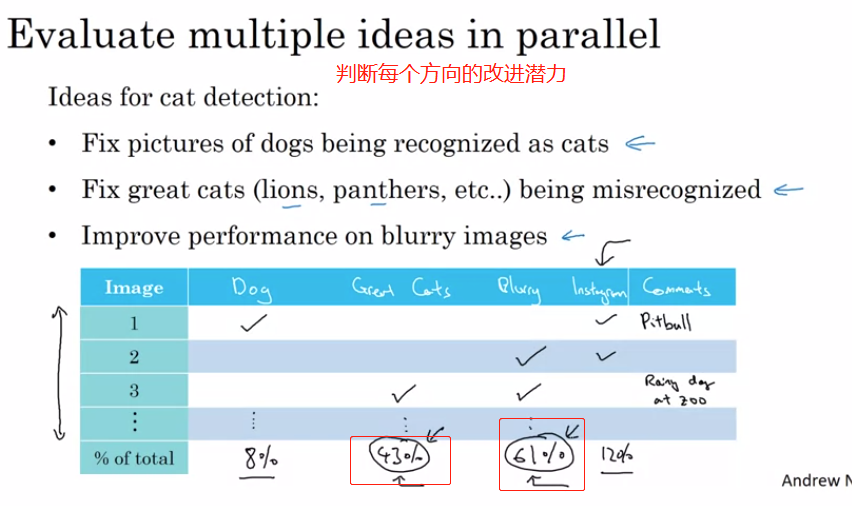 Evaluate multiple ideas in parallel
判断每个方向的改进潜力
Ideas for cat detection:
• Fix pictures of dogs being recognized as cats
• Fix great cats (lions, panthers, etc..) being misrecognized
• Improve performance on blurry images
Image Dog Great Cats Blurry Instagram Comments
1 ✓ ✓ Pitbull
2 ✓ ✓
3 ✓ ✓ Rainy day
at zoo
⋮ ⋮ ⋮ ⋮
% of total 8% 43% 61% 12%
Andrew N